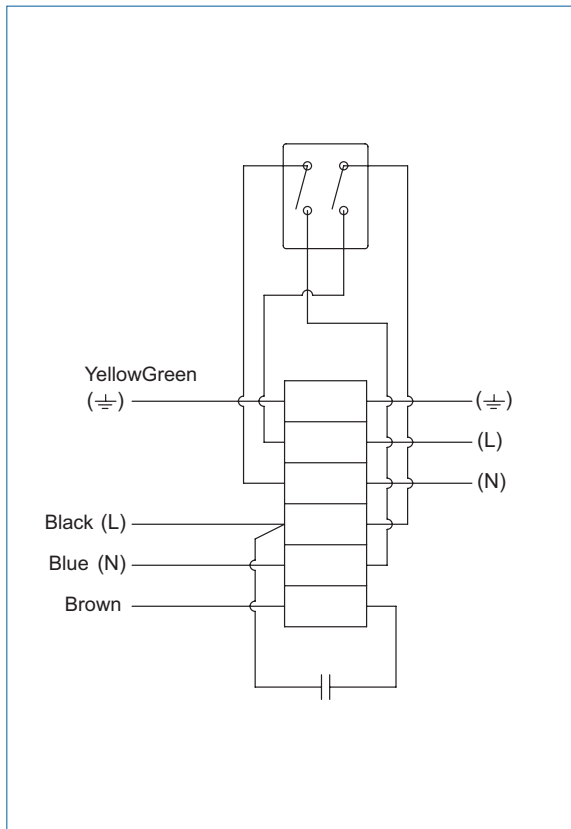 YellowGreen
(⏚) (⏚)
(L)
(N)
Black (L)
Blue (N)
Brown